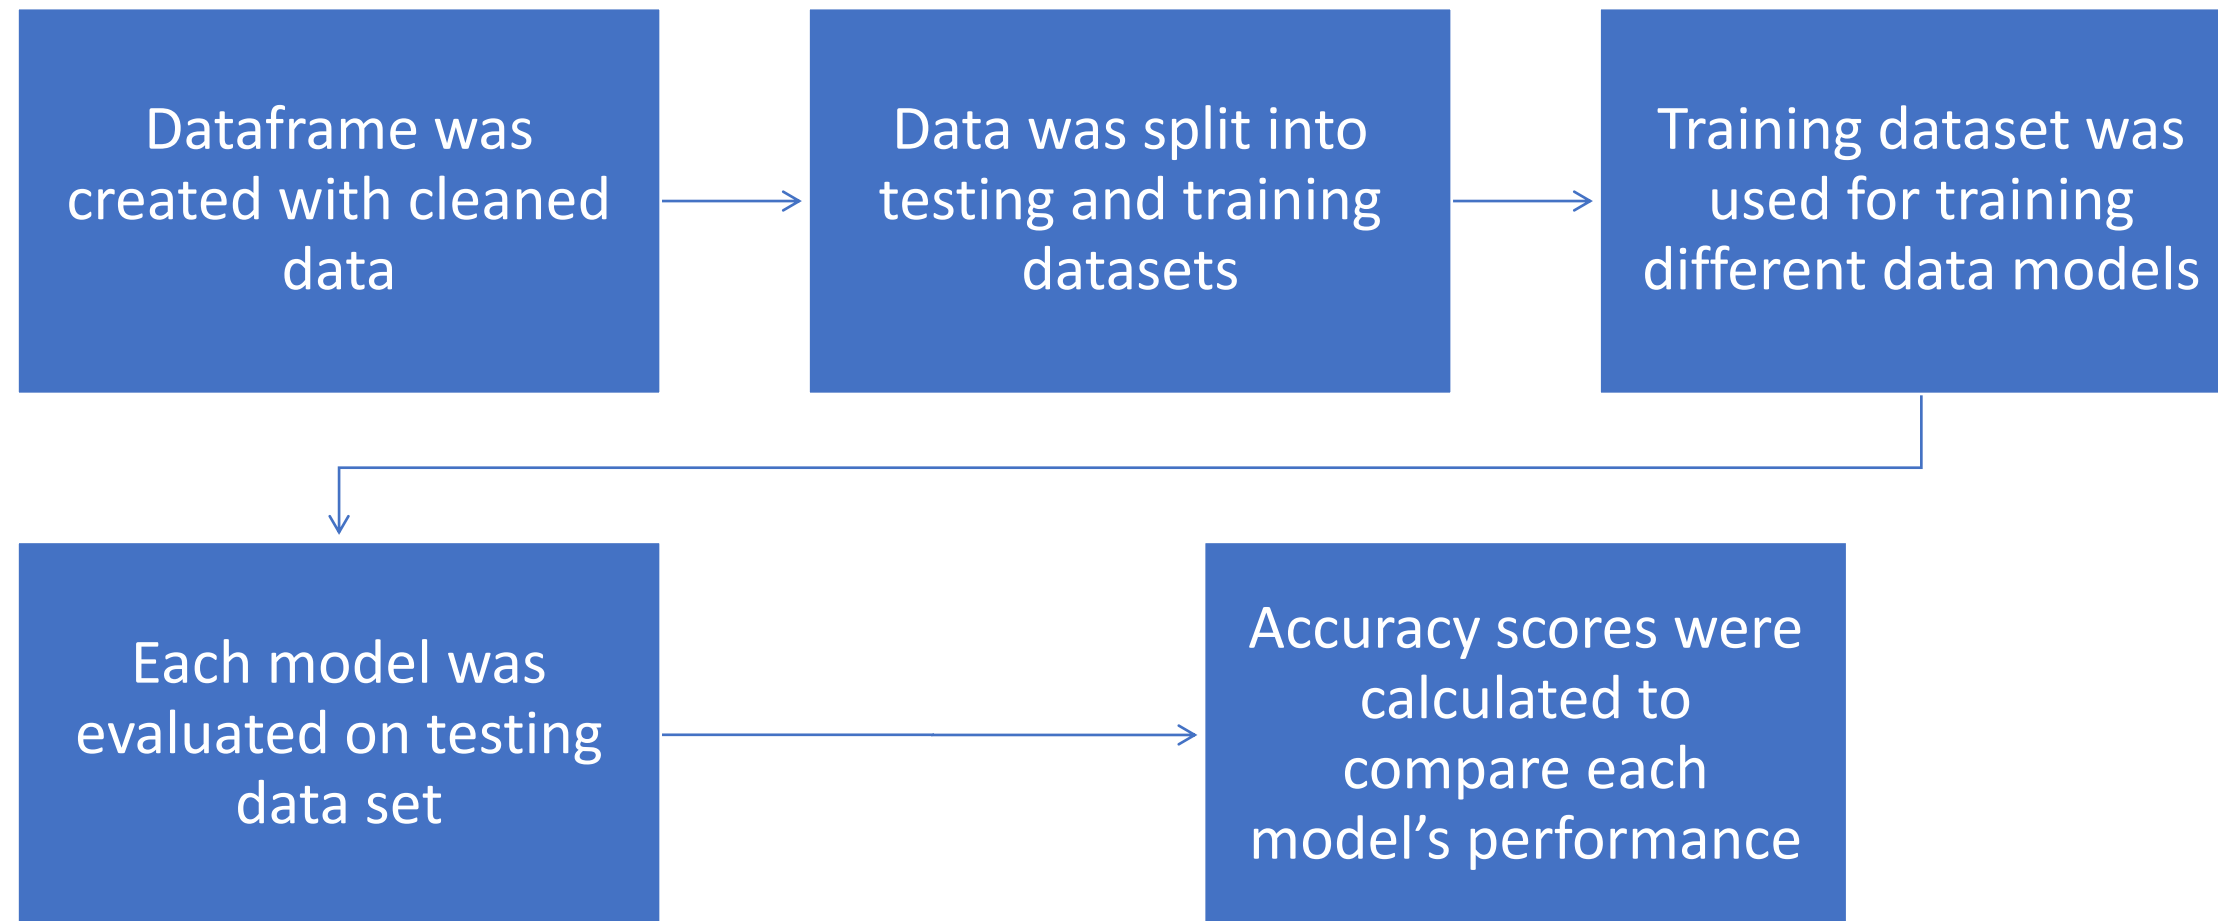 Dataframe was
created with cleaned
data
Data was split into
testing and training
datasets
Training dataset was
used for training
different data models
Each model was
evaluated on testing
data set
Accuracy scores were
calculated to
compare each
model’s performance